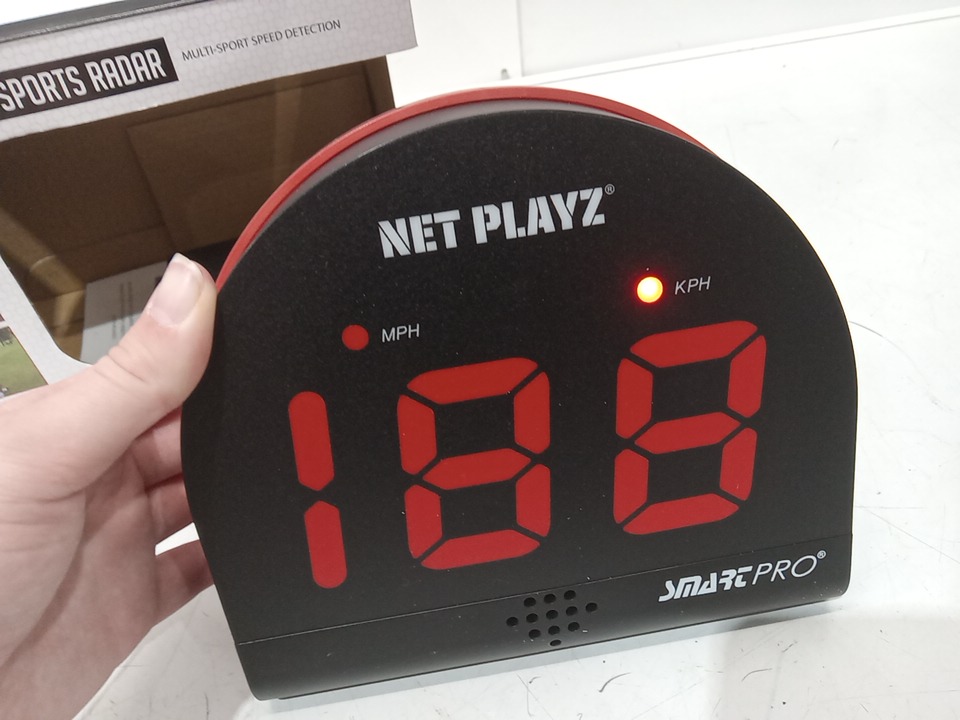 SPORTS RADAR
MULTI-SPORT SPEED DETECTION
NET PLAYZ®
KPH
MPH
188
SMART PRO®